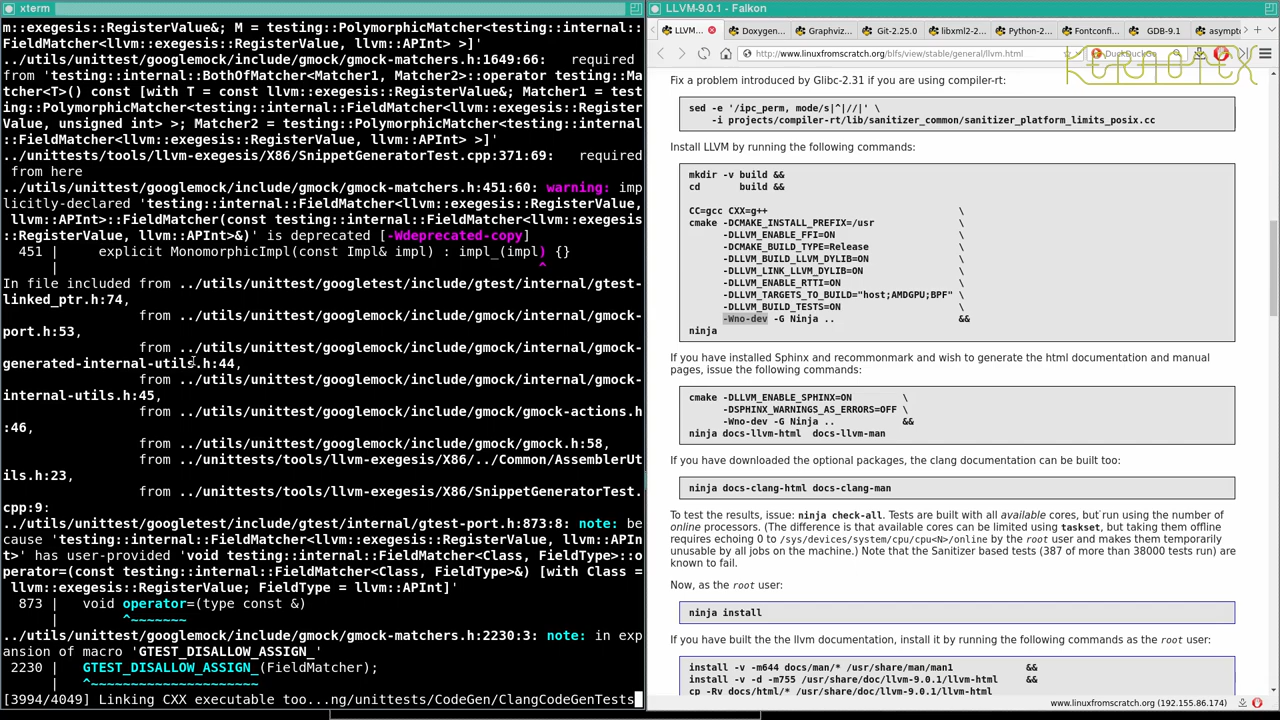 xterm
m::exegesis::RegisterValue&; M = testing::PolymorphicMatcher<testing::internal::
FieldMatcher<llvm::exegesis::RegisterValue, llvm::APInt> >]'
../utils/unittest/googlemock/include/gmock/gmock-matchers.h:1649:66:   required
from 'testing::internal::BothOfMatcher<Matcher1, Matcher2>::operator testing::Ma
tcher<T>() const [with T = const llvm::exegesis::RegisterValue&; Matcher1 = test
ing::PolymorphicMatcher<testing::internal::FieldMatcher<llvm::exegesis::Register
Value, unsigned int> >; Matcher2 = testing::PolymorphicMatcher<testing::internal
::FieldMatcher<llvm::exegesis::RegisterValue, llvm::APInt> >]'
../unittests/tools/llvm-exegesis/X86/SnippetGeneratorTest.cpp:371:69:   required
 from here
../utils/unittest/googlemock/include/gmock/gmock-matchers.h:451:60: warning: imp
licitly-declared 'testing::internal::FieldMatcher<llvm::exegesis::RegisterValue,
 llvm::APInt>::FieldMatcher(const testing::internal::FieldMatcher<llvm::exegesis
::RegisterValue, llvm::APInt>&)' is deprecated [-Wdeprecated-copy]
  451 |     explicit MonomorphicImpl(const Impl& impl) : impl_(impl) {}
      |                                                            ^
In file included from ../utils/unittest/googletest/include/gtest/internal/gtest-
linked_ptr.h:74,
                 from ../utils/unittest/googlemock/include/gmock/internal/gmock-
port.h:53,
                 from ../utils/unittest/googlemock/include/gmock/internal/gmock-
generated-internal-utils.h:44,
                 from ../utils/unittest/googlemock/include/gmock/internal/gmock-
internal-utils.h:45,
                 from ../utils/unittest/googlemock/include/gmock/gmock-actions.h
:46,
                 from ../utils/unittest/googlemock/include/gmock/gmock.h:58,
                 from ../unittests/tools/llvm-exegesis/X86/../Common/AssemblerUt
ils.h:23,
                 from ../unittests/tools/llvm-exegesis/X86/SnippetGeneratorTest.
cpp:9:
../utils/unittest/googletest/include/gtest/internal/gtest-port.h:873:8: note: be
cause 'testing::internal::FieldMatcher<llvm::exegesis::RegisterValue, llvm::APIn
t>' has user-provided 'void testing::internal::FieldMatcher<Class, FieldType>::o
perator=(const testing::internal::FieldMatcher<Class, FieldType>&) [with Class =
 llvm::exegesis::RegisterValue; FieldType = llvm::APInt]'
  873 |   void operator=(type const &)
      |        ^~~~~~~~
../utils/unittest/googlemock/include/gmock/gmock-matchers.h:2230:3: note: in exp
ansion of macro 'GTEST_DISALLOW_ASSIGN_'
 2230 |   GTEST_DISALLOW_ASSIGN_(FieldMatcher);
      |   ^~~~~~~~~~~~~~~~~~~~~~
[3994/4049] Linking CXX executable too...ng/unittests/CodeGen/ClangCodeGenTests
LLVM-9.0.1 - Falkon
LLVM-... Doxygen... Graphviz... Git-2.25.0 libxml2-2... Python-2... Fontconfi... GDB-9.1 asympto
http://www.linuxfromscratch.org/blfs/view/stable/general/llvm.html
Fix a problem introduced by Glibc-2.31 if you are using compiler-rt:
sed -e '/ipc_perm, mode/s|^|//|' \
    -i projects/compiler-rt/lib/sanitizer_common/sanitizer_platform_limits_posix.cc
Install LLVM by running the following commands:
mkdir -v build &&
cd       build &&
CC=gcc CXX=g++                                  \
cmake -DCMAKE_INSTALL_PREFIX=/usr               \
      -DLLVM_ENABLE_FFI=ON                      \
      -DCMAKE_BUILD_TYPE=Release                \
      -DLLVM_BUILD_LLVM_DYLIB=ON                \
      -DLLVM_LINK_LLVM_DYLIB=ON                 \
      -DLLVM_ENABLE_RTTI=ON                     \
      -DLLVM_TARGETS_TO_BUILD="host;AMDGPU;BPF" \
      -DLLVM_BUILD_TESTS=ON                     \
      -Wno-dev -G Ninja ..                      &&
ninja
If you have installed Sphinx and recommonmark and wish to generate the html documentation and manual
pages, issue the following commands:
cmake -DLLVM_ENABLE_SPHINX=ON         \
      -DSPHINX_WARNINGS_AS_ERRORS=OFF \
      -Wno-dev -G Ninja ..            &&
ninja docs-llvm-html  docs-llvm-man
If you have downloaded the optional packages, the clang documentation can be built too:
ninja docs-clang-html docs-clang-man
To test the results, issue: ninja check-all. Tests are built with all available cores, but run using the number of
online processors. (The difference is that available cores can be limited using taskset, but taking them offline
requires echoing 0 to /sys/devices/system/cpu/cpu<N>/online by the root user and makes them temporarily
unusable by all jobs on the machine.) Note that the Sanitizer based tests (387 of more than 38000 tests run) are
known to fail.
Now, as the root user:
ninja install
If you have built the the llvm documentation, install it by running the following commands as the root user:
install -v -m644 docs/man/* /usr/share/man/man1             &&
install -v -d -m755 /usr/share/doc/llvm-9.0.1/llvm-html     &&
cp -Rv docs/html/* /usr/share/doc/llvm-9.0.1/llvm-html
www.linuxfromscratch.org (192.155.86.174)